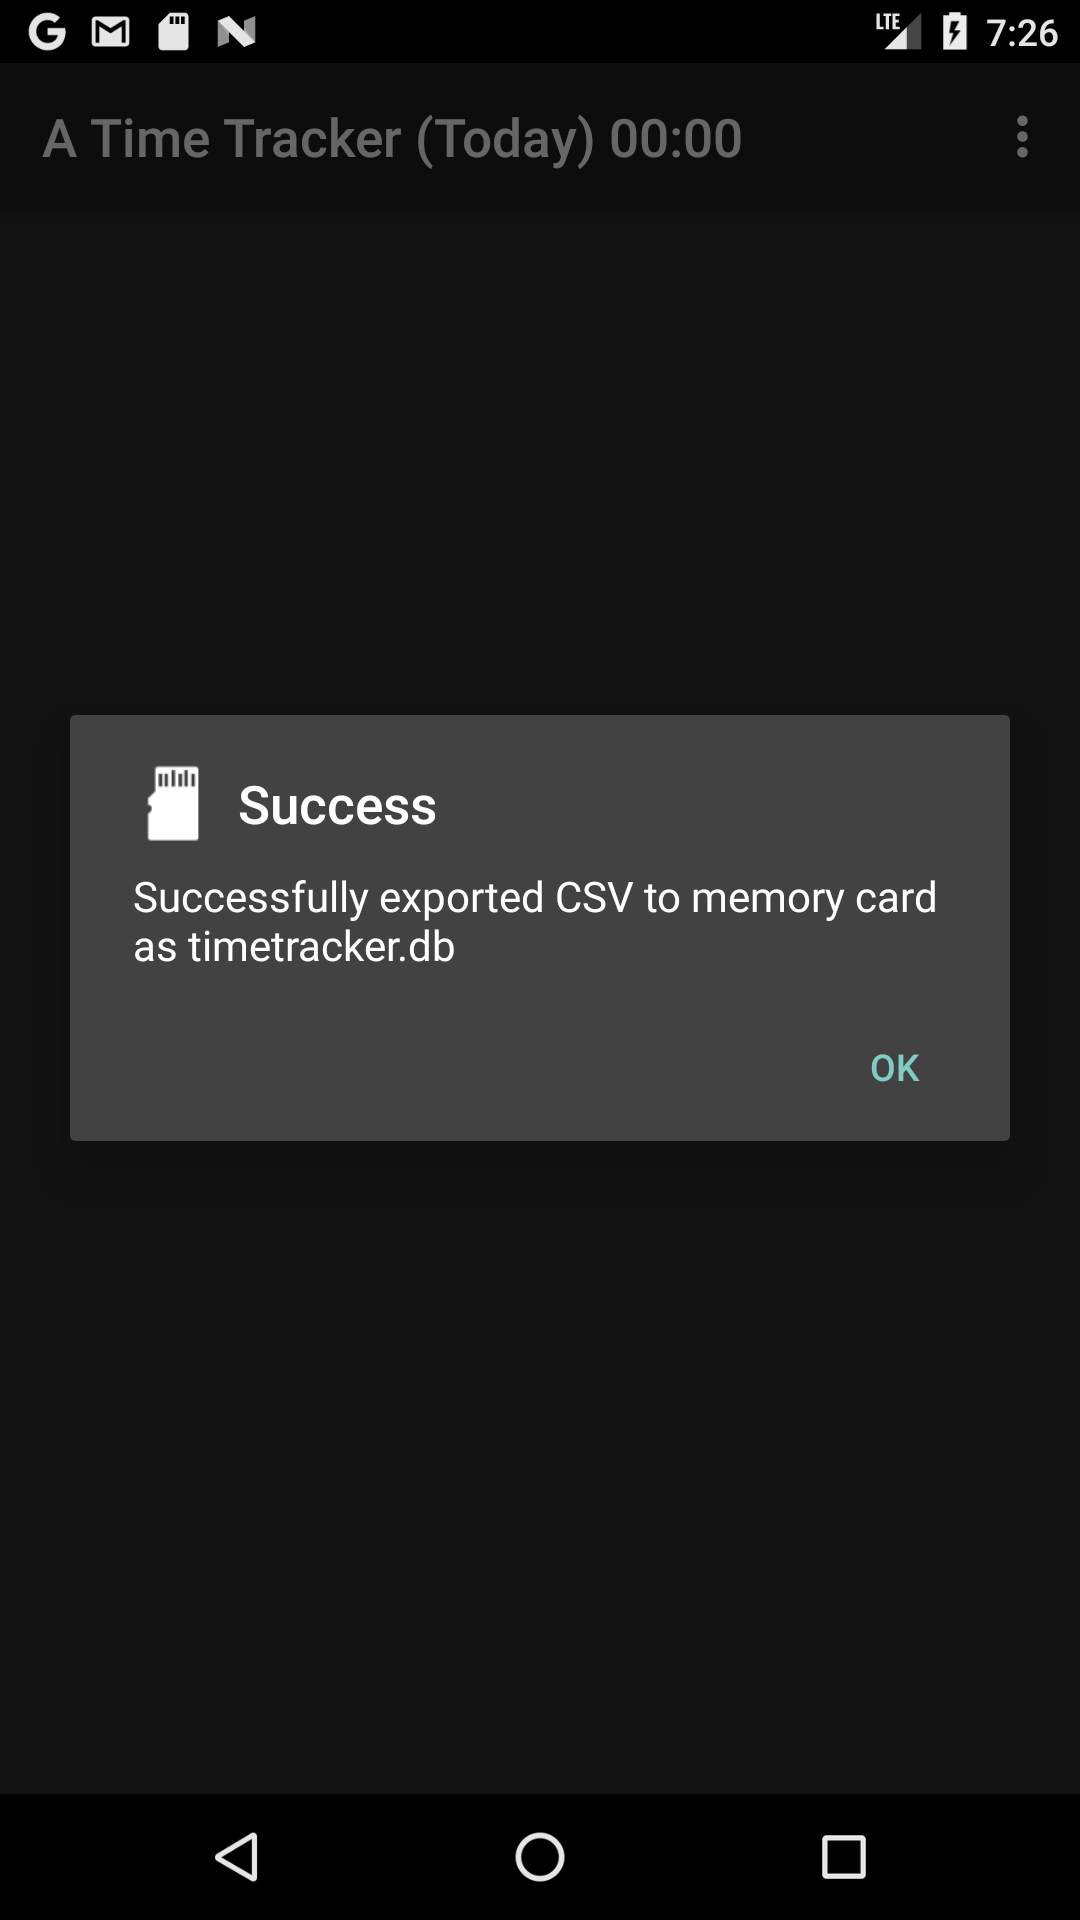 LTE 7:26
A Time Tracker (Today) 00:00
Success
Successfully exported CSV to memory card
as timetracker.db
OK